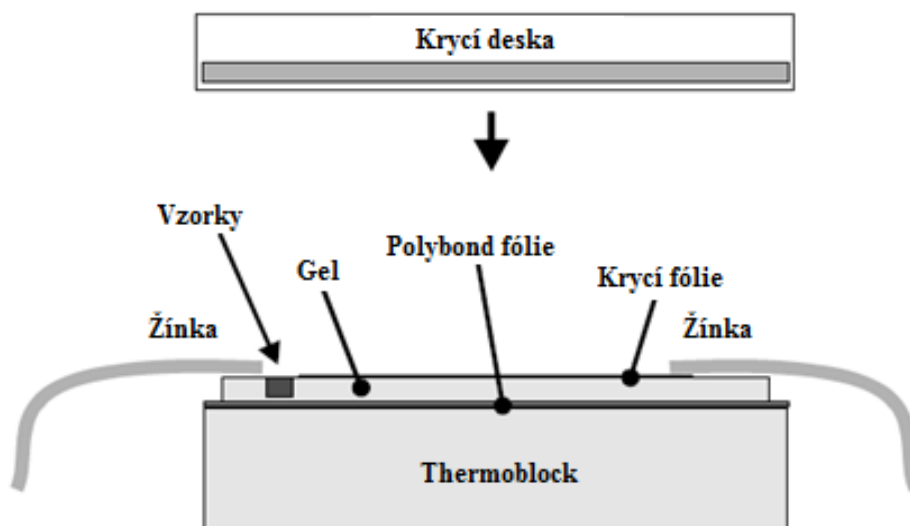 Krycí deska
Vzorky
Polybond fólie
Gel
Krycí fólie
Žínka
Žínka
Thermoblock